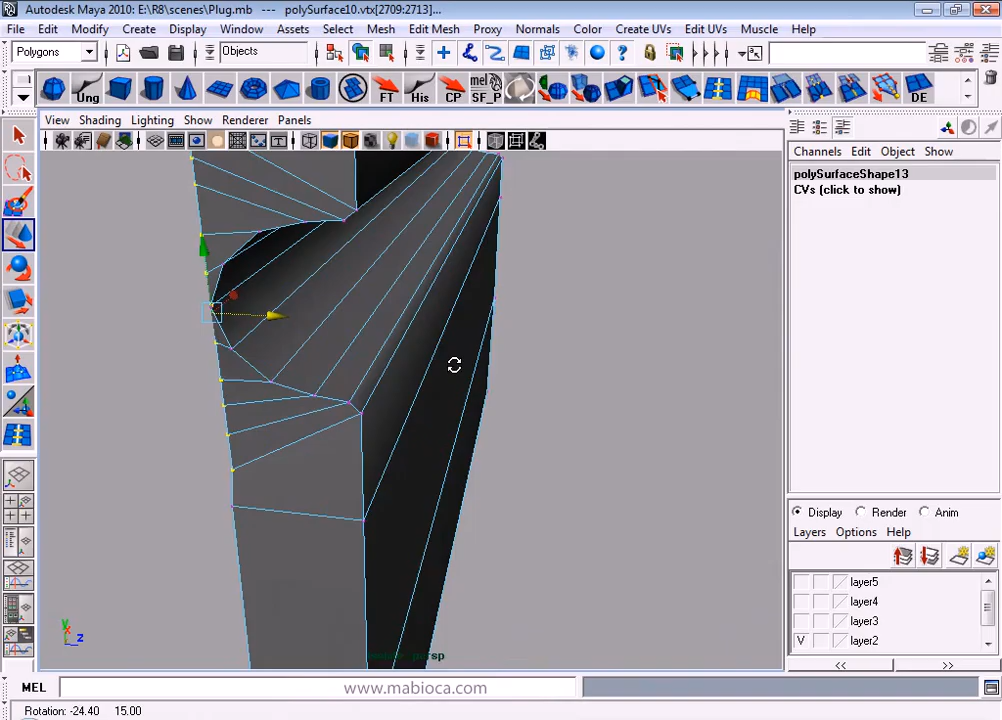 Autodesk Maya 2010: E:\R8\scenes\Plug.mb --- polySurface10.vtx[2709:2713]...
File Edit Modify Create Display Window Assets Select Mesh Edit Mesh Proxy Normals Color Create UVs Edit UVs Muscle Help
Polygons Objects
Ung FT His CP mel SF_P DE
View Shading Lighting Show Renderer Panels
Channels Edit Object Show
polySurfaceShape13
CVs (click to show)
Display Render Anim
Layers Options Help
layer5
layer4
layer3
V layer2
y
z
persp
<< >>
MEL www.mabioca.com
Rotation: -24.40 15.00